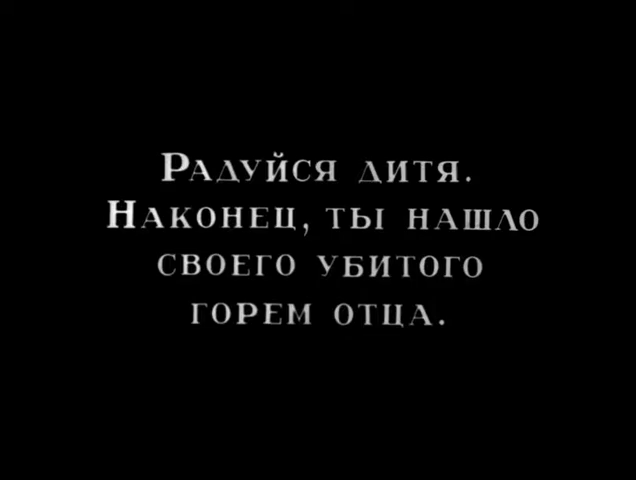 Радуйся дитя.
Наконец, ты нашло
своего убитого
горем отца.